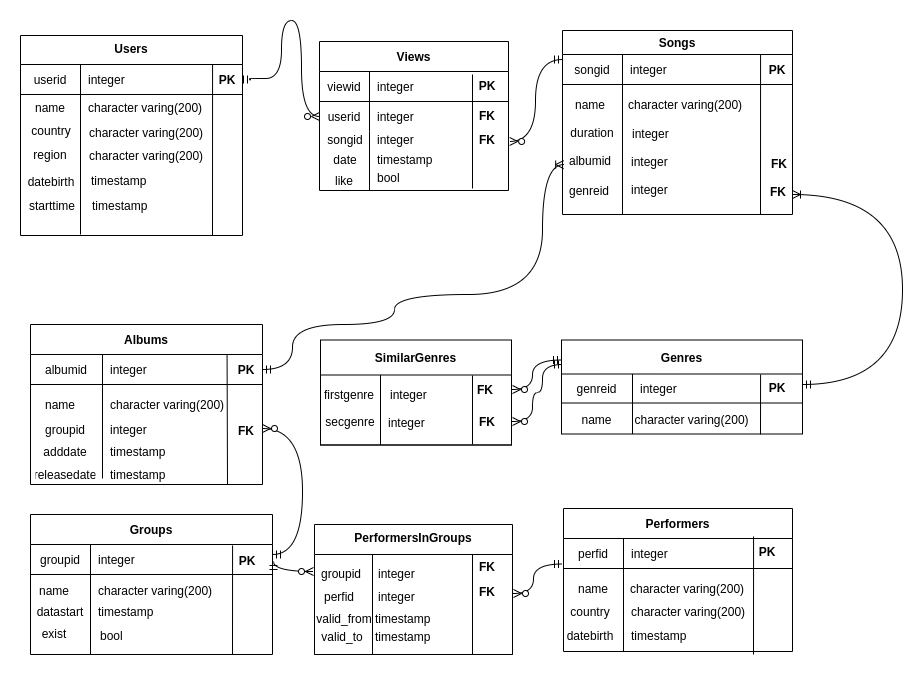 Users
userid integer PK
name character varing(200)
country character varing(200)
region character varing(200)
datebirth timestamp
starttime timestamp
Views
viewid integer PK
userid integer FK
songid integer FK
date timestamp
like bool
Songs
songid integer PK
name character varing(200)
duration integer
albumid integer FK
genreid integer FK
Albums
albumid integer PK
name character varing(200)
groupid integer FK
adddate timestamp
releasedate timestamp
SimilarGenres
firstgenre integer FK
secgenre integer FK
Genres
genreid integer PK
name character varing(200)
Groups
groupid integer PK
name character varing(200)
datastart timestamp
exist bool
PerformersInGroups
groupid integer FK
perfid integer FK
valid_from timestamp
valid_to timestamp
Performers
perfid integer PK
name character varing(200)
country character varing(200)
datebirth timestamp